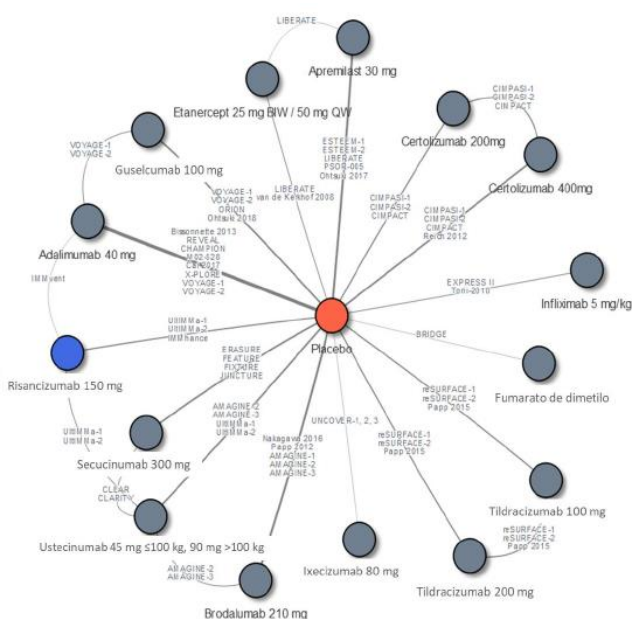 LIBERATE
Apremilast 30 mg
Etanercept 25 mg BIW / 50 mg QW
CIMPASI-1
CIMPASI-2
CIMPACT
Certolizumab 200mg
Certolizumab 400mg
VOYAGE-1
VOYAGE-2
Guselcumab 100 mg
ESTEEM-1
ESTEEM-2
LIBERATE
PSOR-005
Ohtsuki 2017
LIBERATE
van de Kerkhof 2008
CIMPASI-1
CIMPASI-2
CIMPACT
CIMPASI-1
CIMPASI-2
CIMPACT
Reich 2012
VOYAGE-1
VOYAGE-2
ORION
Ohtsuki 2018
Adalimumab 40 mg
Bissonnette 2013
REVEAL
CHAMPION
M02-528
2017
X-PLORE
VOYAGE-1
VOYAGE-2
IMMvent
EXPRESS II
Infliximab 5 mg/kg
Placebo
UltIMMa-1
UltIMMa-2
IMMhance
BRIDGE
Risancizumab 150 mg
Fumarato de dimetilo
ERASURE
FEATURE
FIXTURE
JUNCTURE
reSURFACE-1
reSURFACE-2
Papp 2015
AMAGINE-2
AMAGINE-3
UltIMMa-1
UltIMMa-2
UNCOVER-1, 2, 3
UltIMMa-1
UltIMMa-2
Nakagawa 2016
Papp 2012
AMAGINE-1
AMAGINE-2
AMAGINE-3
reSURFACE-1
reSURFACE-2
Papp 2015
Secucinumab 300 mg
CLEAR
CLARITY
Tildracizumab 100 mg
reSURFACE-1
reSURFACE-2
Papp 2015
Ustecinumab 45 mg ≤100 kg, 90 mg >100 kg
Ixecizumab 80 mg
Tildracizumab 200 mg
AMAGINE-2
AMAGINE-3
Brodalumab 210 mg